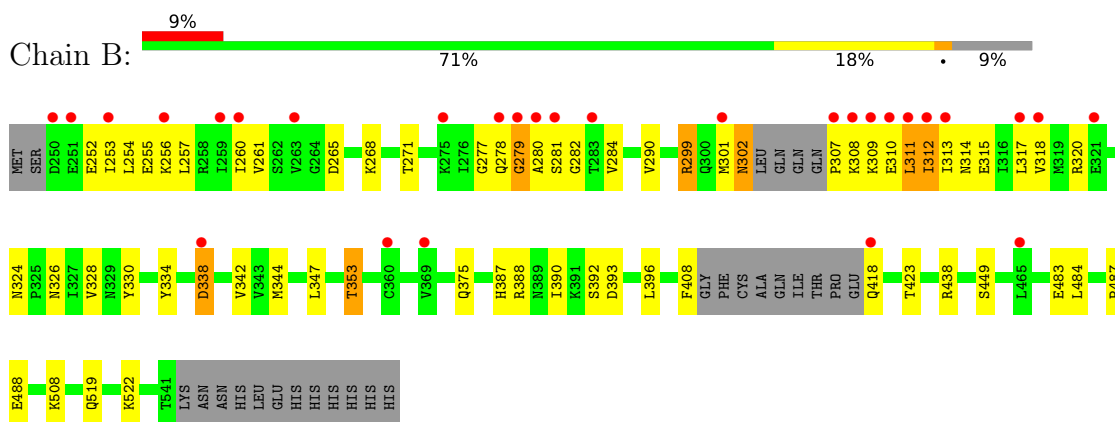 9%
Chain B:
71% 18% • 9%
MET SER D250 E251 E252 I253 L254 E255 K256 L257 R258 I259 I260 V261 S262 V263 G264 D265 K268 T271 K275 I276 G277 Q278 G279 A280 S281 G282 T283 V284 V290 R299 Q300 M301 N302 LEU GLN GLN GLN P307 K308 K309 E310 L311 I312 I313 N314 E315 I316 L317 V318 M319 R320 E321
N324 P325 N326 I327 V328 N329 Y330 Y334 D338 V342 V343 M344 L347 T353 C360 V369 Q375 H387 R388 N389 I390 K391 S392 D393 L396 F408 GLY PHE CYS ALA GLN ILE THR PRO GLU Q418 T423 R438 S449 L465 E483 L484 P487
E488 K508 Q519 K522 T541 LYS ASN ASN HIS LEU GLU HIS HIS HIS HIS HIS HIS